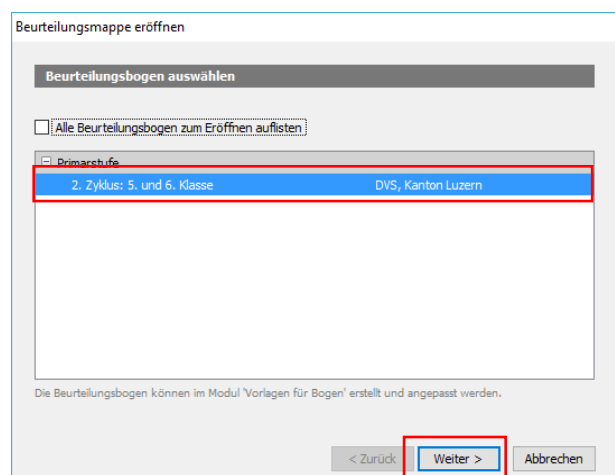 Beurteilungsmappe eröffnen
Beurteilungsbogen auswählen
Alle Beurteilungsbogen zum Eröffnen auflisten
Primarstufe
2. Zyklus: 5. und 6. Klasse DVS, Kanton Luzern
Die Beurteilungsbogen können im Modul 'Vorlagen für Bogen' erstellt und angepasst werden.
< Zurück Weiter > Abbrechen